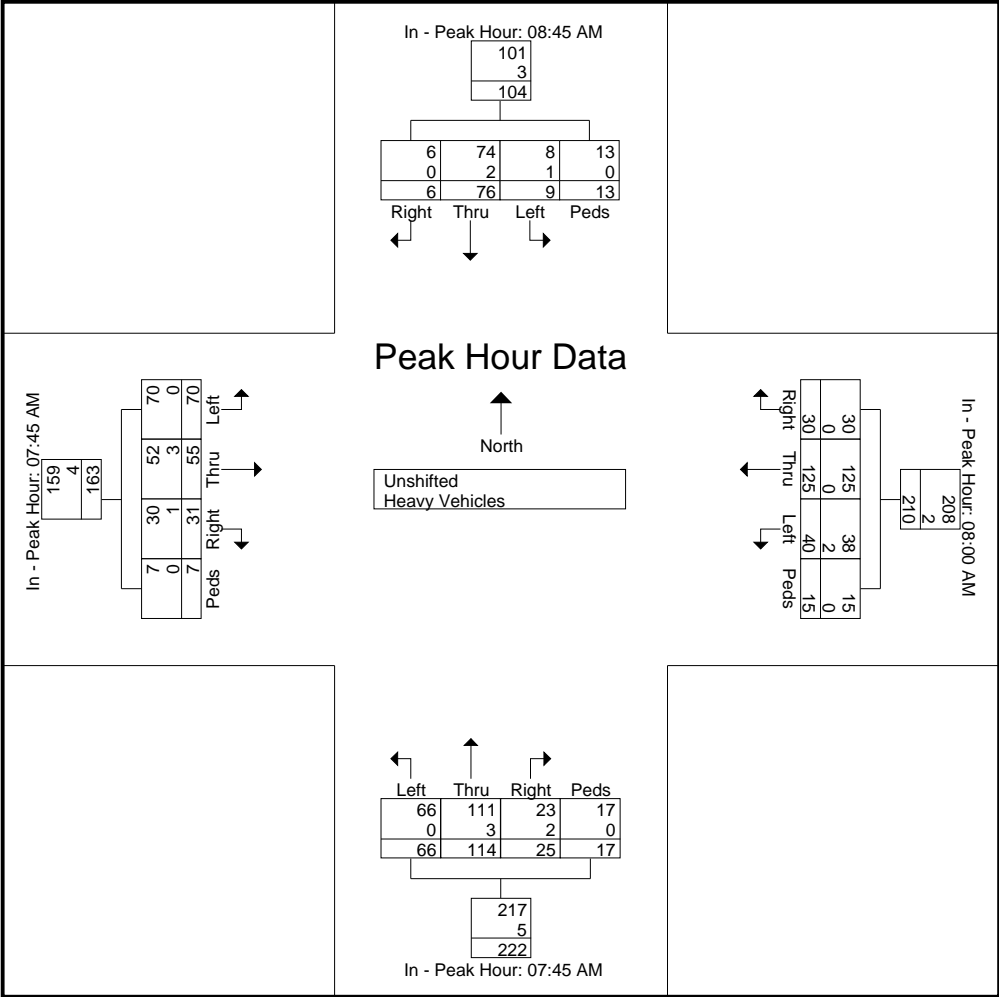 In - Peak Hour: 08:45 AM
101
3
104
6 74 8 13
0 2 1 0
6 76 9 13
Right Thru Left Peds
Peak Hour Data
North
Unshifted
Heavy Vehicles
In - Peak Hour: 07:45 AM
159
4
163
70 0 70 Left
52 3 55 Thru
30 1 31 Right
7 0 7 Peds
Right 30 0 30
Thru 125 0 125
Left 40 2 38
Peds 15 0 15
208
2
210
In - Peak Hour: 08:00 AM
Left Thru Right Peds
66 111 23 17
0 3 2 0
66 114 25 17
217
5
222
In - Peak Hour: 07:45 AM